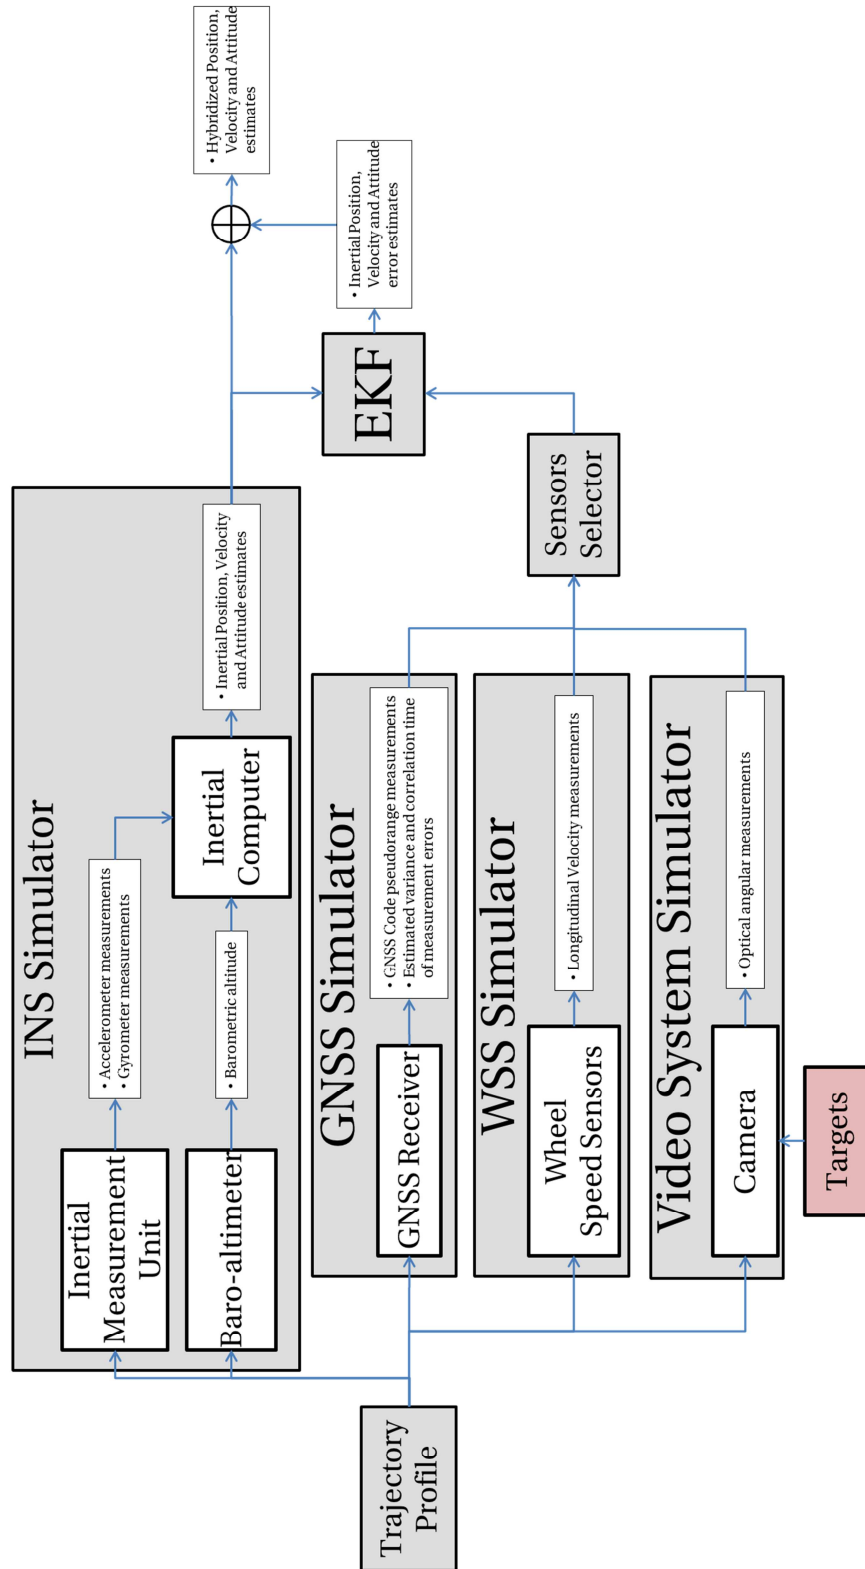 Trajectory
Profile
INS Simulator
Inertial
Measurement
Unit
• Accelerometer measurements
• Gyrometer measurements
Baro-altimeter
• Barometric altitude
Inertial
Computer
• Inertial Position, Velocity
and Attitude estimates
GNSS Simulator
GNSS Receiver
• GNSS Code pseudorange measurements
• Estimated variance and correlation time
of measurement errors
WSS Simulator
Wheel
Speed Sensors
• Longitudinal Velocity measurements
Video System Simulator
Camera
• Optical angular measurements
Targets
Sensors
Selector
EKF
• Inertial Position,
Velocity and Attitude
error estimates
• Hybridized Position,
Velocity and Attitude
estimates